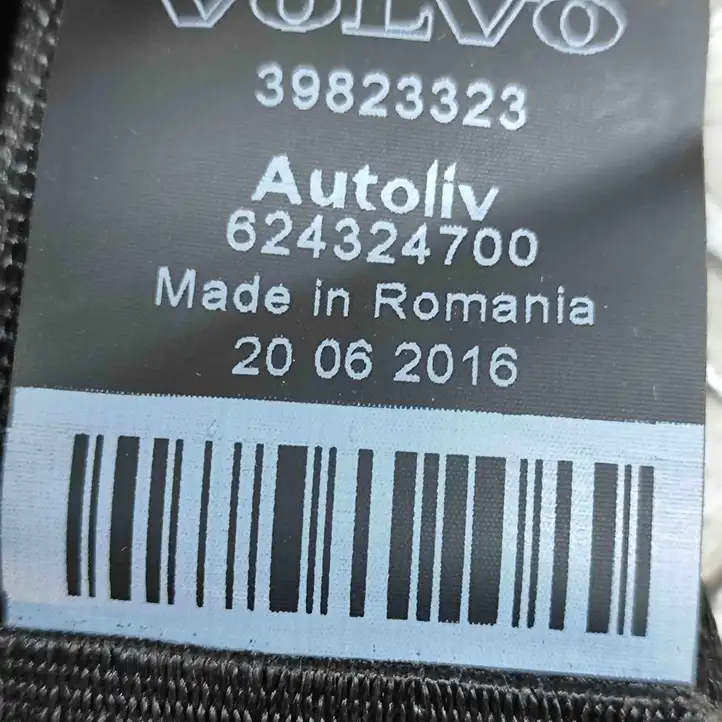 VOLVO
39823323
Autoliv
624324700
Made in Romania
20 06 2016